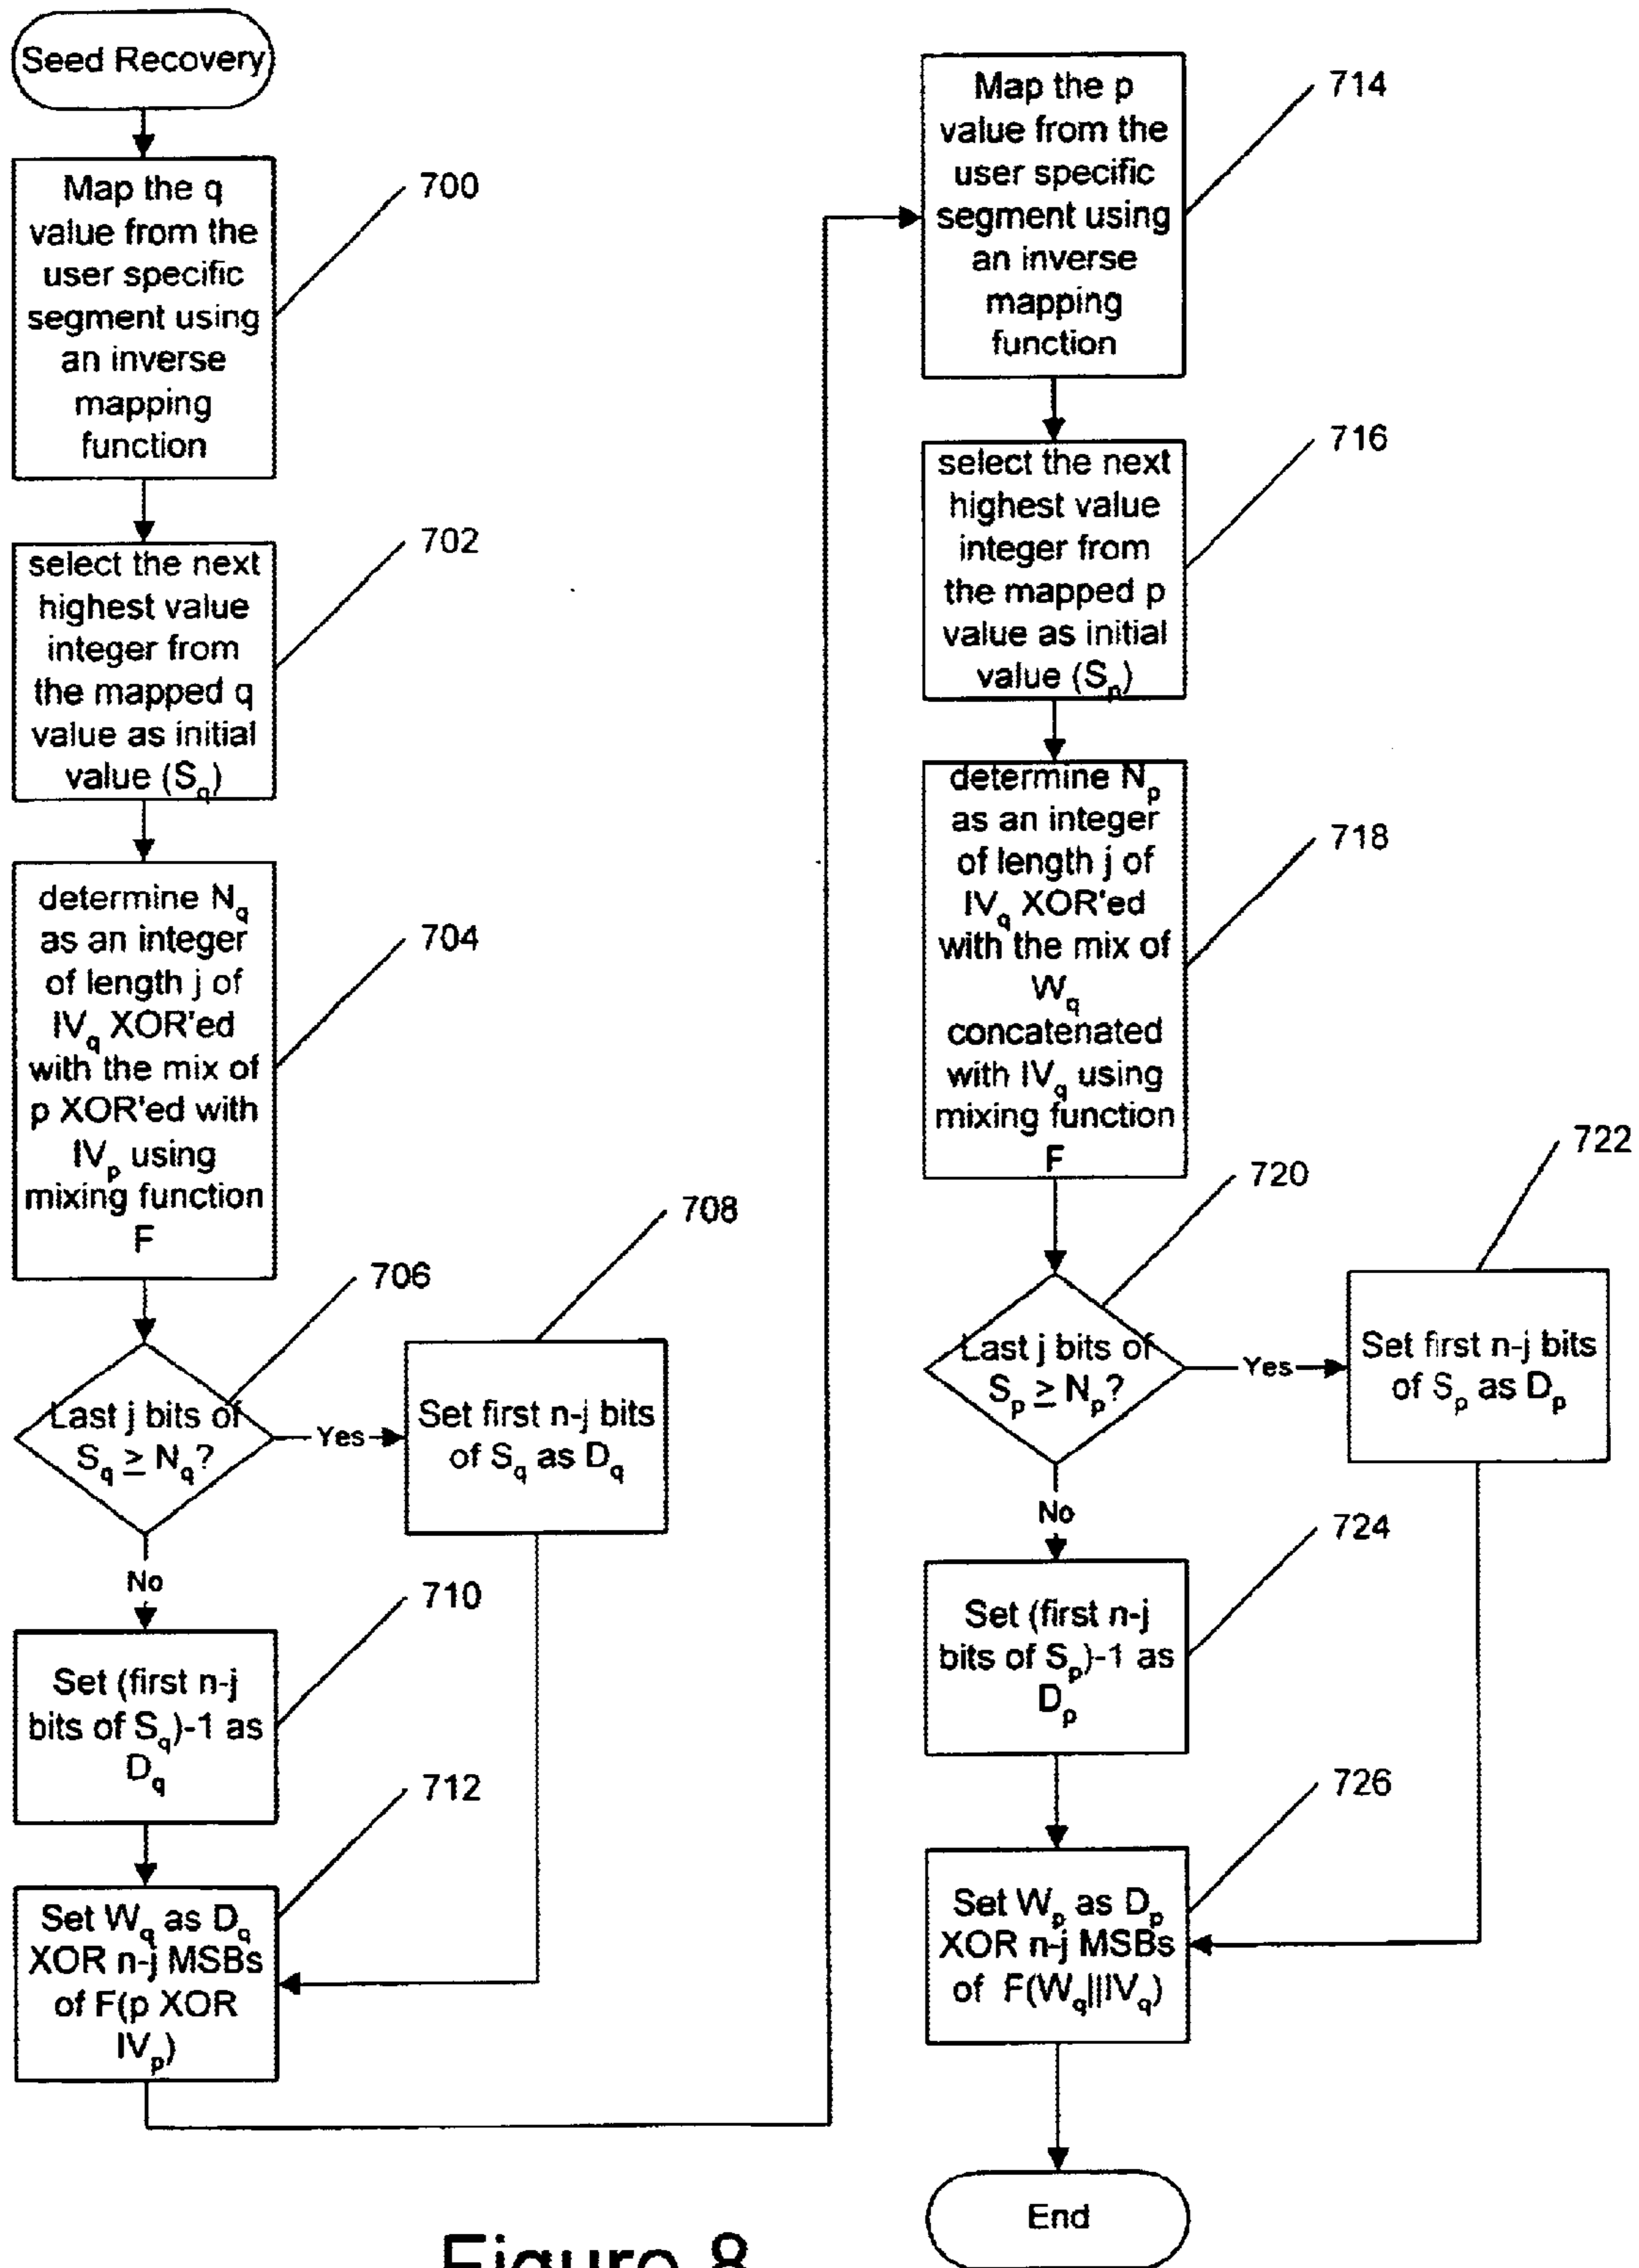 Seed Recovery
Map the q
value from the
user specific
segment using
an inverse
mapping
function
700
select the next
highest value
integer from
the mapped q
value as initial
value (Sq)
702
determine Nq
as an integer
of length j of
IVq XOR'ed
with the mix of
p XOR'ed with
IVp using
mixing function
F
704
706
Last j bits of
Sq ≥ Nq?
Yes
708
Set first n-j bits
of Sq as Dq
No
710
Set (first n-j
bits of Sq)-1 as
Dq
712
Set Wq as Dq
XOR n-j MSBs
of F(p XOR
IVp)
Map the p
value from the
user specific
segment using
an inverse
mapping
function
714
select the next
highest value
integer from
the mapped p
value as initial
value (Sp)
716
determine Np
as an integer
of length j of
IVq XOR'ed
with the mix of
Wq
concatenated
with IVq using
mixing function
F
718
720
Last j bits of
Sp ≥ Np?
Yes
722
Set first n-j bits
of Sp as Dp
No
724
Set (first n-j
bits of Sp)-1 as
Dp
726
Set Wp as Dp
XOR n-j MSBs
of F(Wq||IVq)
End
Figure 8